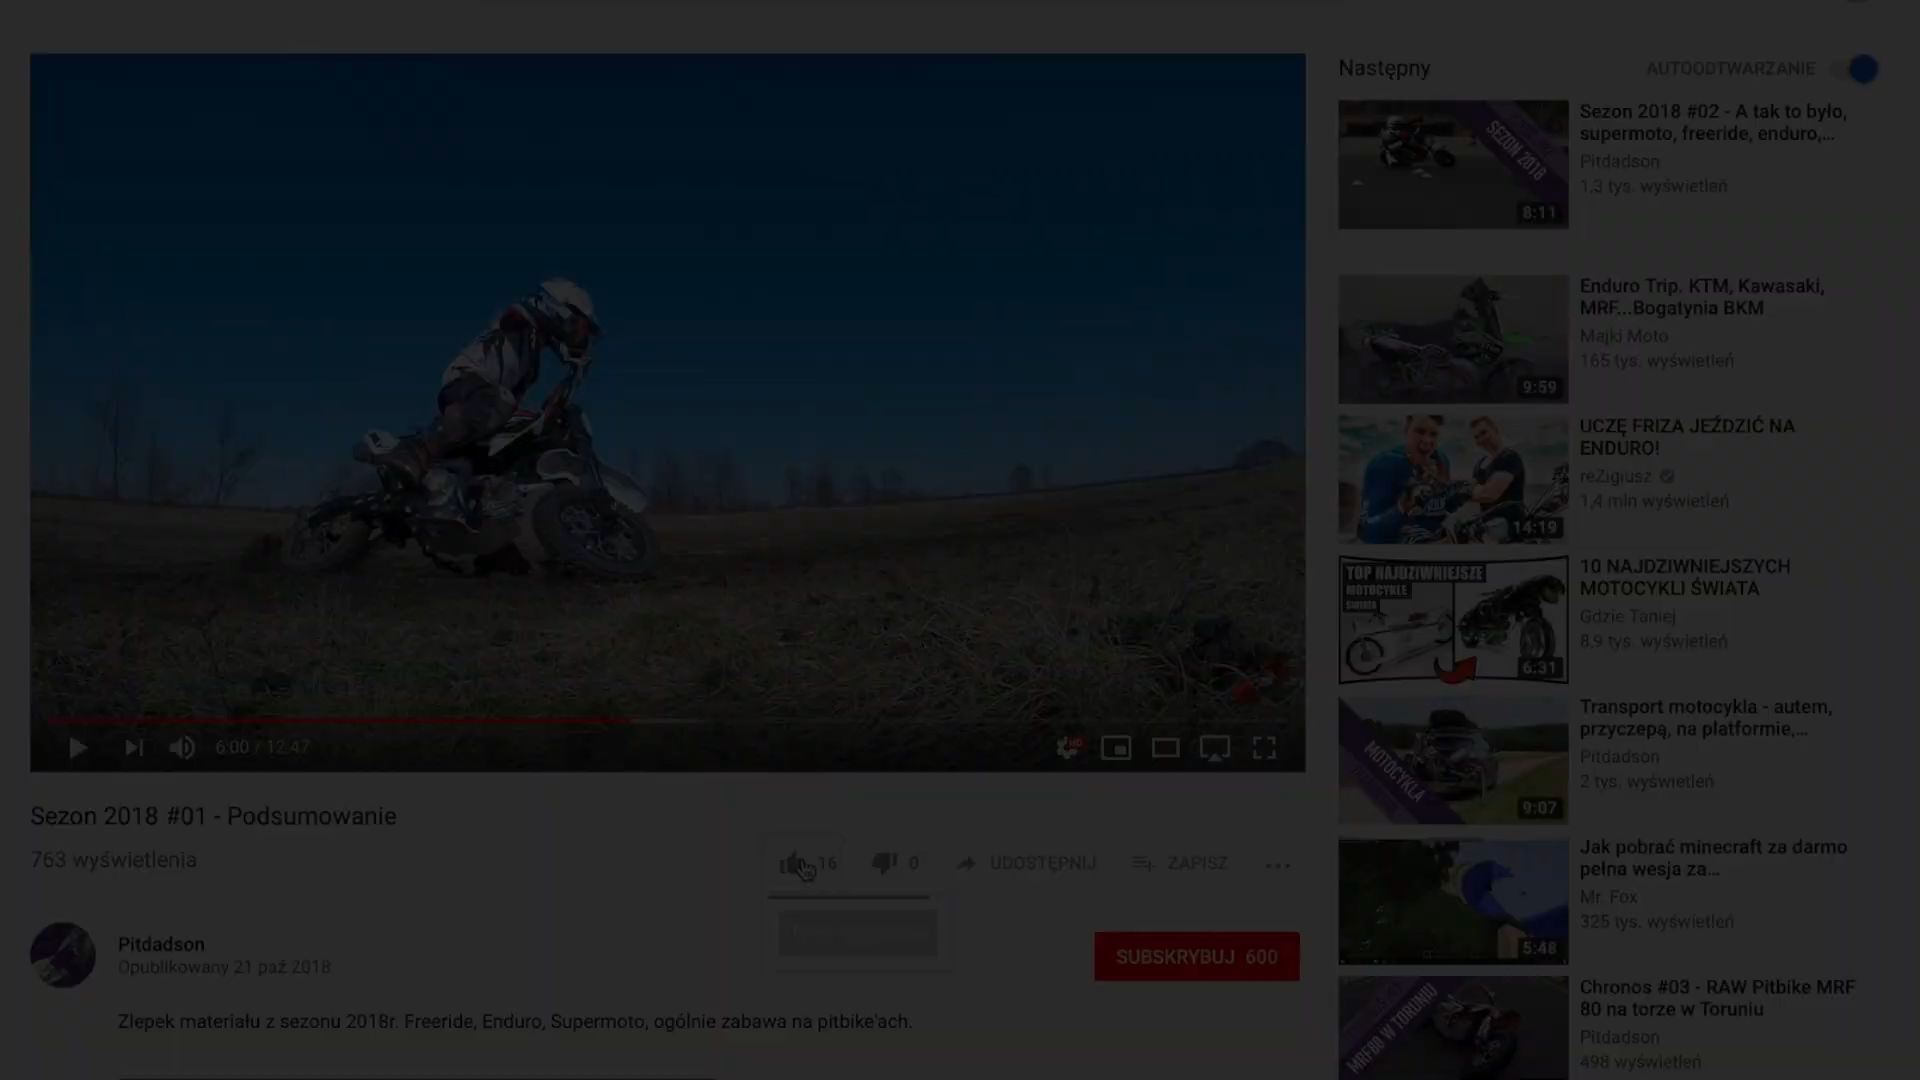 Następny
AUTOODTWARZANIE
SEZON 2018
8:11
Sezon 2018 #02 - A tak to było,
supermoto, freeride, enduro,...
Pitdadson
1,3 tys. wyświetleń
9:59
Enduro Trip. KTM, Kawasaki,
MRF...Bogatynia BKM
Majki Moto
165 tys. wyświetleń
14:19
UCZĘ FRIZA JEŹDZIĆ NA
ENDURO!
reZigiusz
1,4 mln wyświetleń
TOP NAJDZIWNIEJSZE
MOTOCYKLE
ŚWIATA
6:31
10 NAJDZIWNIEJSZYCH
MOTOCYKLI ŚWIATA
Gdzie Taniej
8,9 tys. wyświetleń
MOTOCYKLA
9:07
Transport motocykla - autem,
przyczepą, na platformie,...
Pitdadson
2 tys. wyświetleń
5:48
Jak pobrać minecraft za darmo
pełna wesja za...
Mr. Fox
325 tys. wyświetleń
MRF80 W TORUNIU
Chronos #03 - RAW Pitbike MRF
80 na torze w Toruniu
Pitdadson
498 wyświetleń
6:00 / 12:47
HD
Sezon 2018 #01 - Podsumowanie
763 wyświetlenia
16
0
UDOSTĘPNIJ
ZAPISZ
Pitdadson
Opublikowany 21 paź 2018
SUBSKRYBUJ 600
Zlepek materiału z sezonu 2018r. Freeride, Enduro, Supermoto, ogólnie zabawa na pitbike'ach.